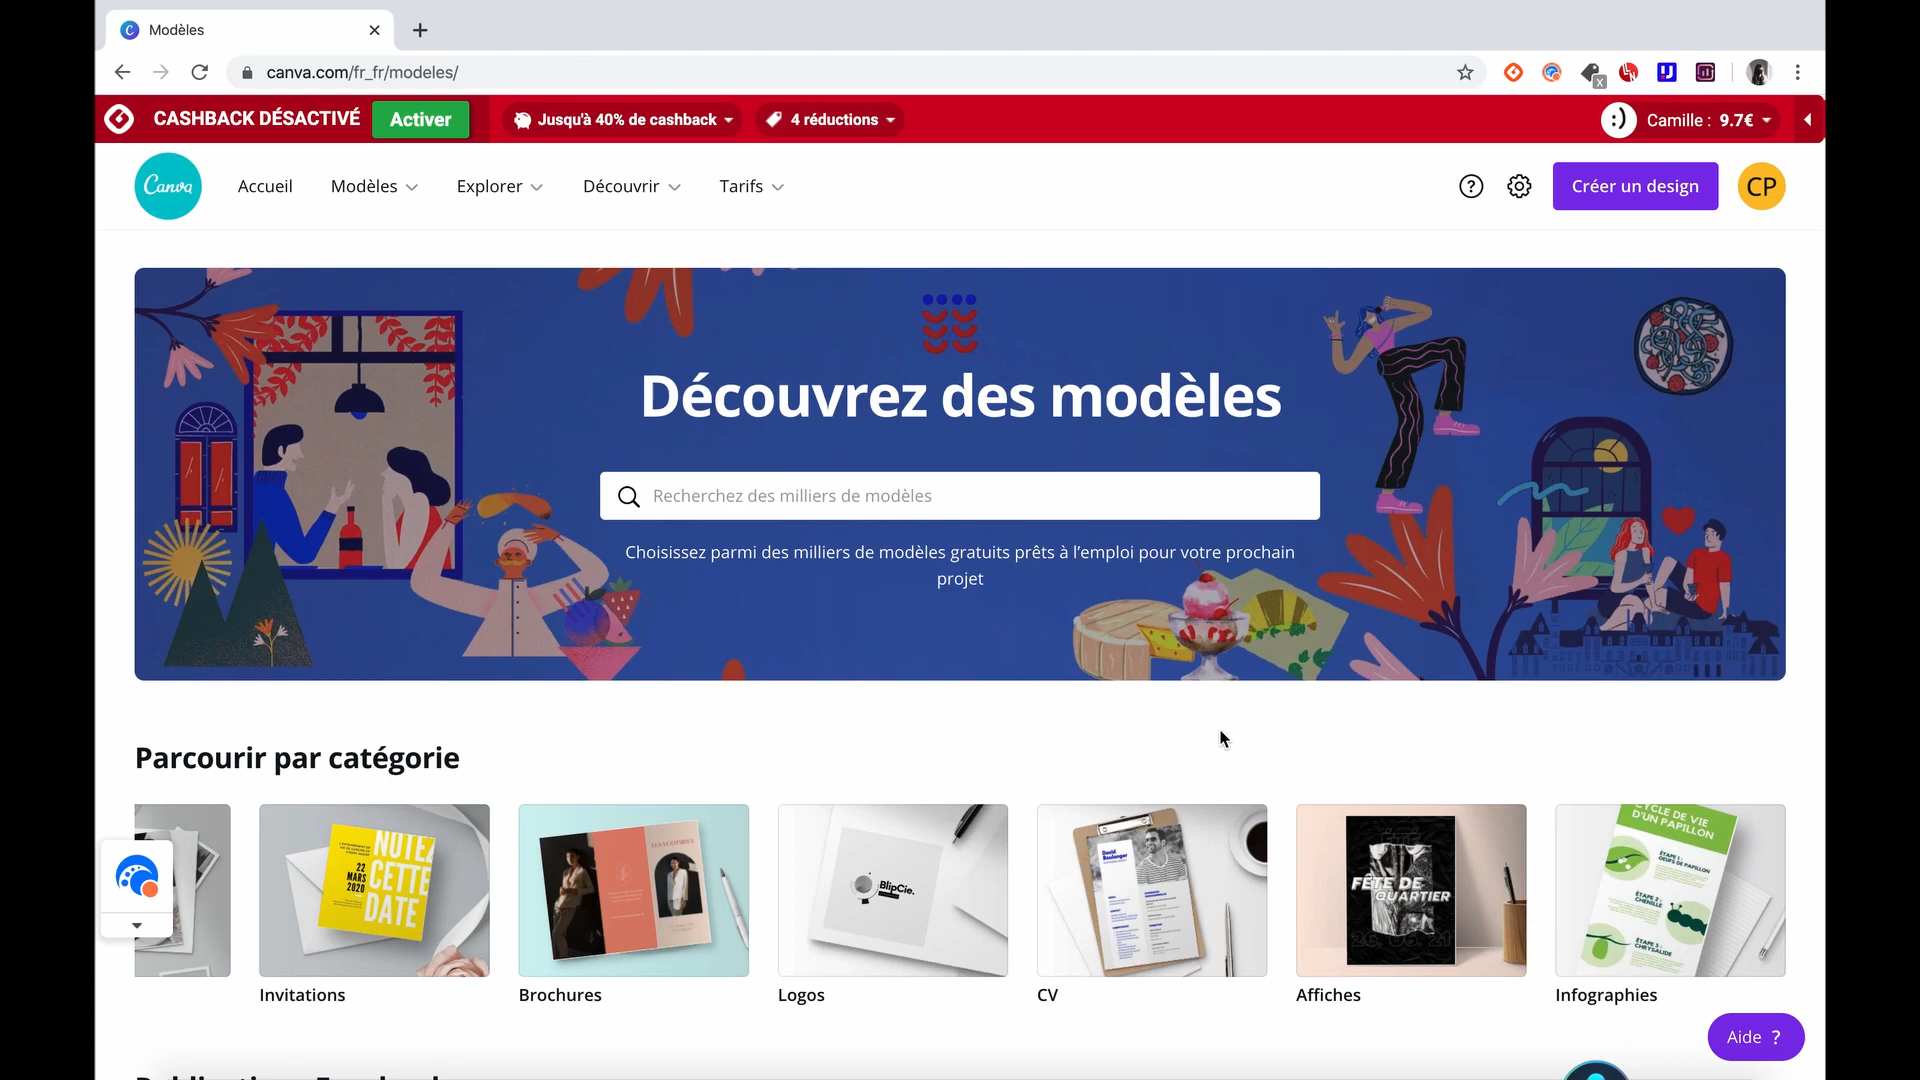 Modèles
canva.com/fr_fr/modeles/
CASHBACK DÉSACTIVÉ
Activer
Jusqu'à 40% de cashback
4 réductions
:)
Camille : 9.7€
Canva
Accueil
Modèles
Explorer
Découvrir
Tarifs
?
Créer un design
CP
Découvrez des modèles
Recherchez des milliers de modèles
Choisissez parmi des milliers de modèles gratuits prêts à l'emploi pour votre prochain
projet
Parcourir par catégorie
NOTEZ
CETTE
DATE
22
MARS
2020
BlipCie.
David
Boulanger
FÊTE DE
QUARTIER
CYCLE DE VIE
D'UN PAPILLON
ÉTAPE 1 :
OEUFS DE PAPILLON
ÉTAPE 2 :
CHENILLE
ÉTAPE 3 :
CHRYSALIDE
Invitations
Brochures
Logos
CV
Affiches
Infographies
Aide ?